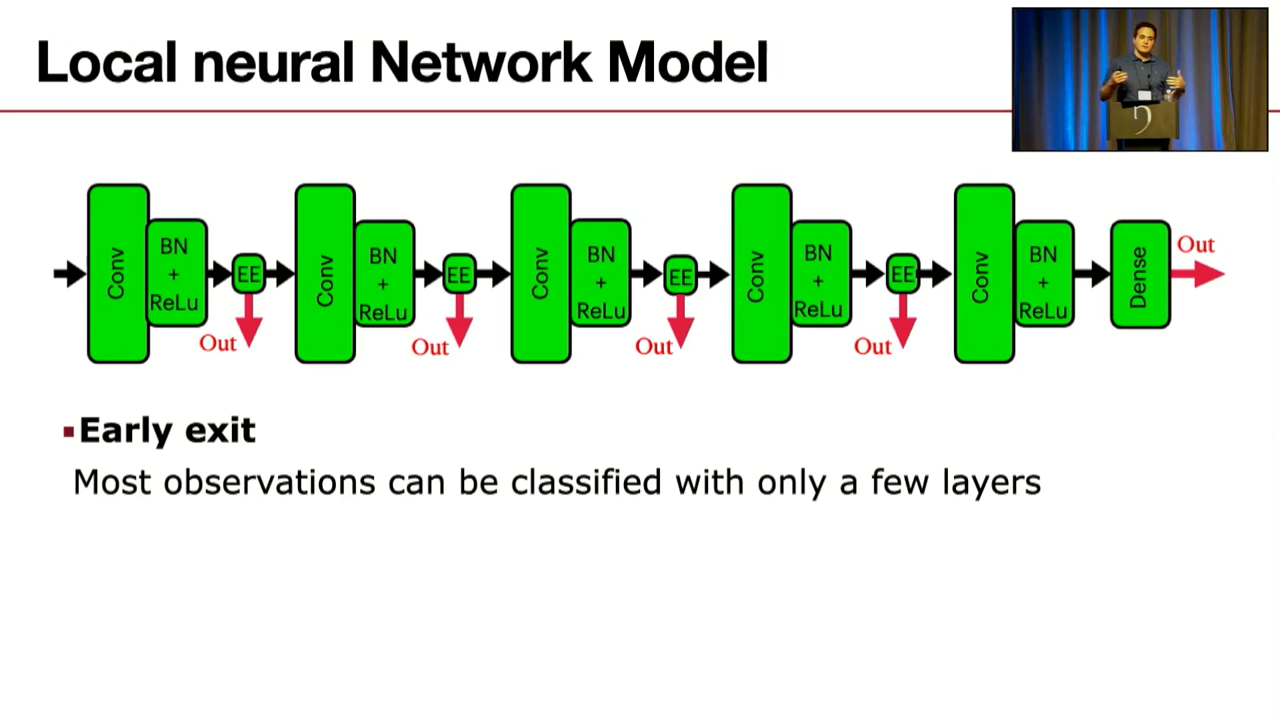 Local neural Network Model
Conv
BN
+
ReLu
EE
Out
Conv
BN
+
ReLu
EE
Out
Conv
BN
+
ReLu
EE
Out
Conv
BN
+
ReLu
EE
Out
Conv
BN
+
ReLu
Dense
Out
Early exit
Most observations can be classified with only a few layers